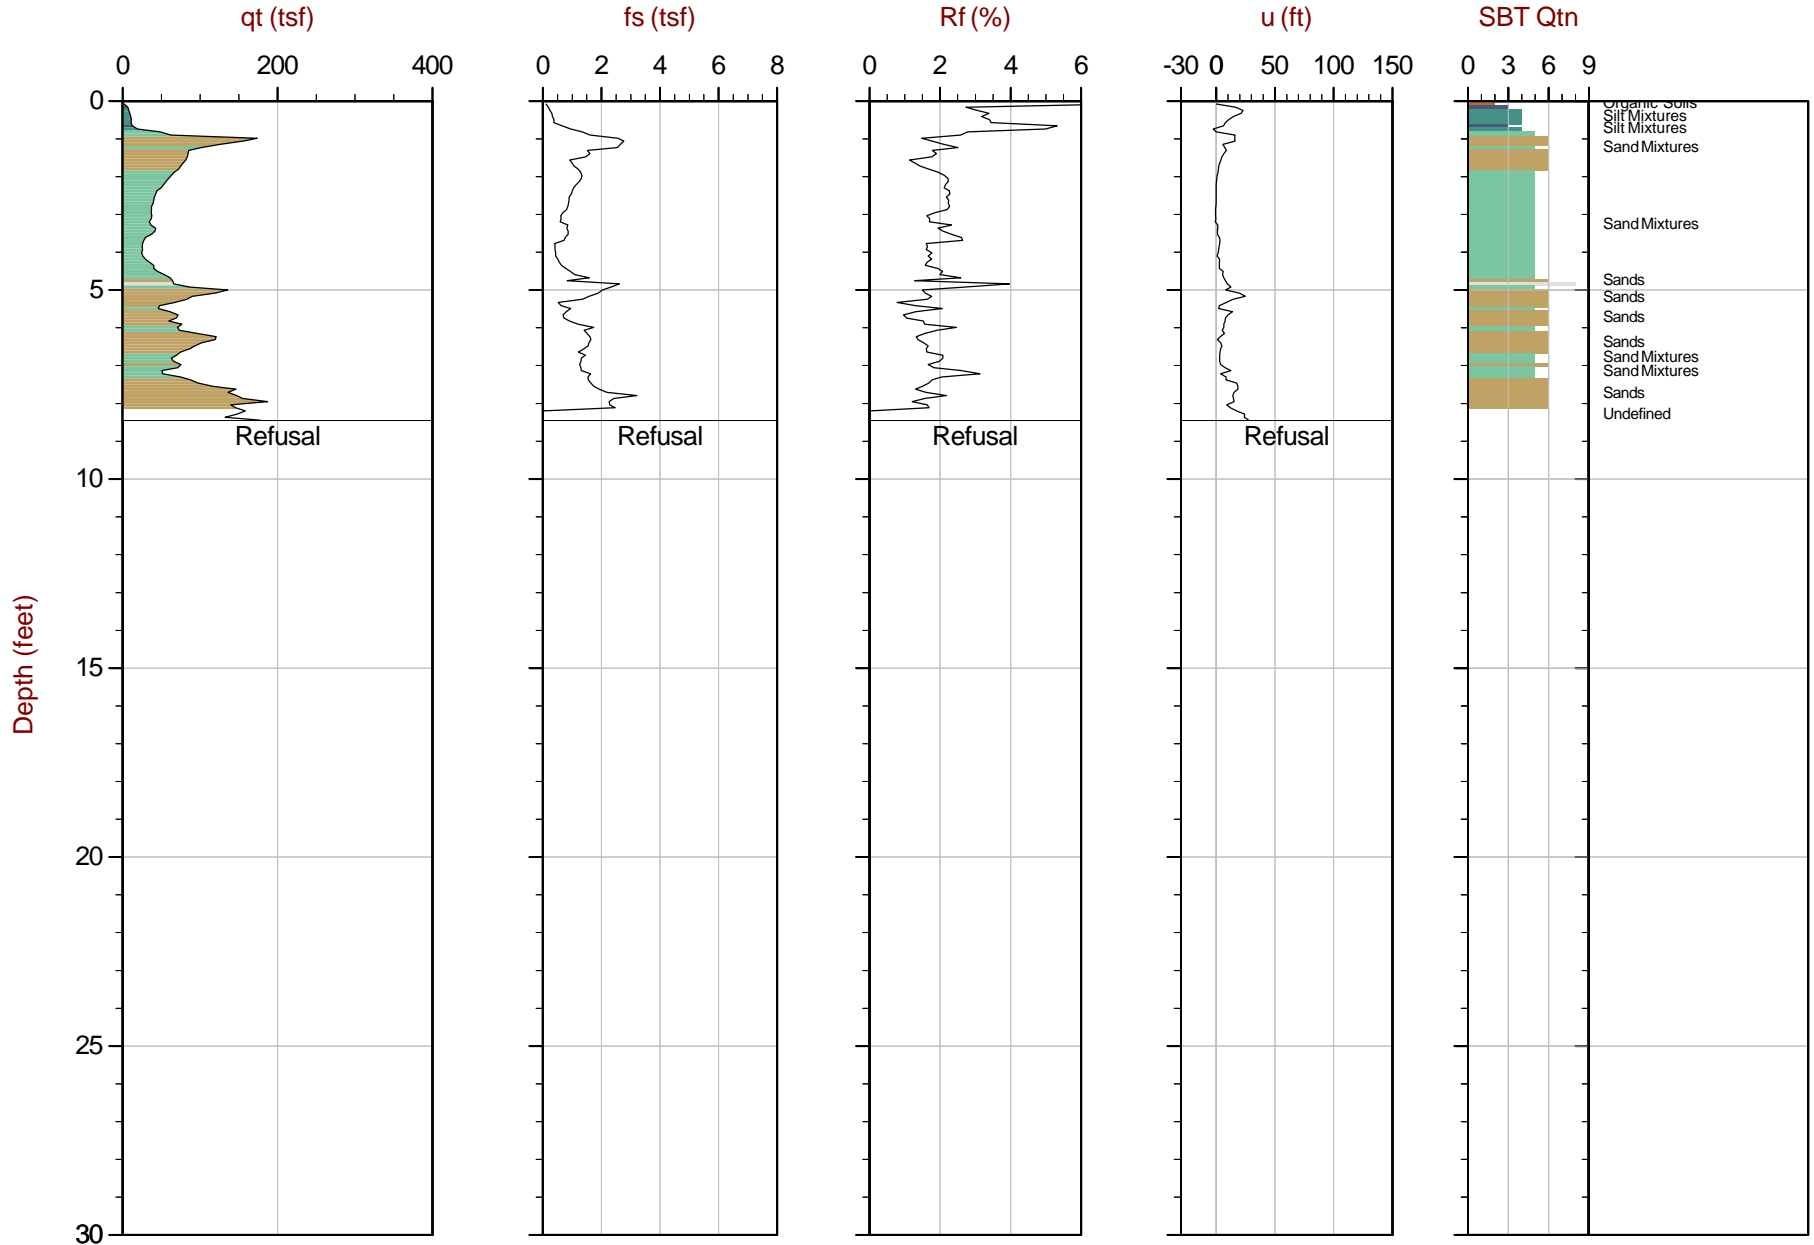 qt (tsf) fs (tsf) Rf (%) u (ft) SBT Qtn
0 200 400 0 2 4 6 8 0 2 4 6 -30 0 50 100 150 0 3 6 9
0
Organic Soils
Silt Mixtures
Silt Mixtures
Sand Mixtures
Sand Mixtures
Sands
5
Sands
Sands
Sands
Sand Mixtures
Sand Mixtures
Sands
Undefined
Refusal Refusal Refusal Refusal
10
15
Depth (feet)
20
25
30